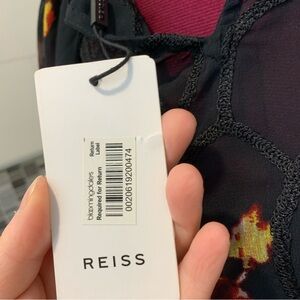 bloomingdale's
Required for Return
Return
Label
0020619200474
REISS